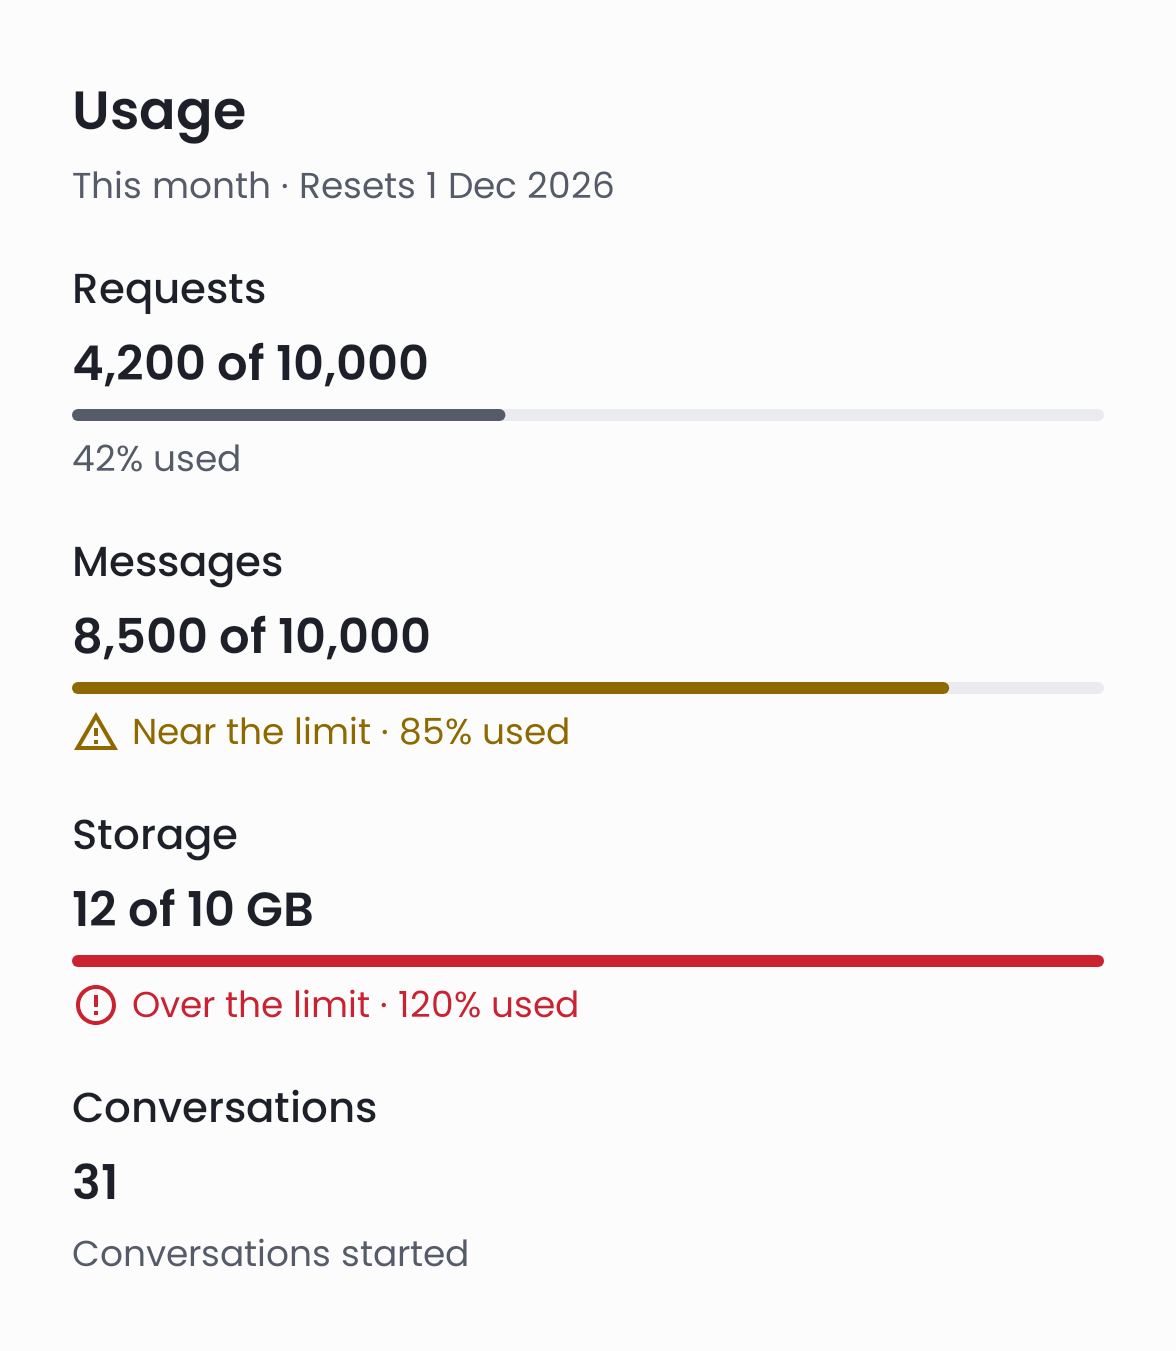 Usage
This month · Resets 1 Dec 2026
Requests
4,200 of 10,000
42% used
Messages
8,500 of 10,000
Near the limit · 85% used
Storage
12 of 10 GB
Over the limit · 120% used
Conversations
31
Conversations started